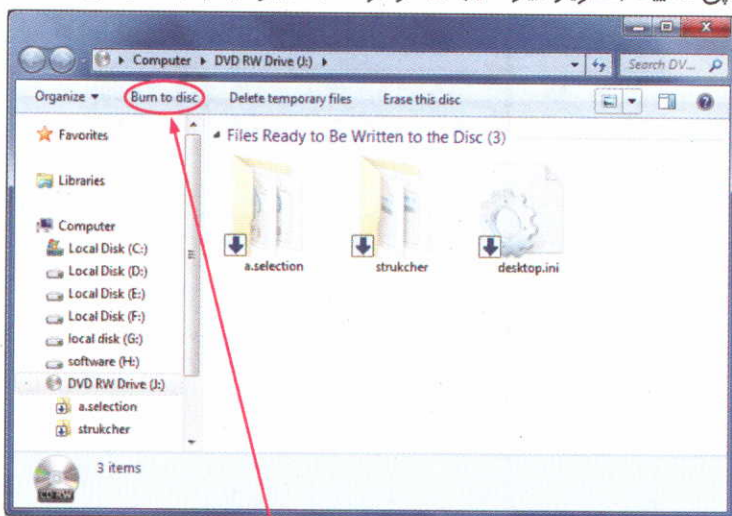 Computer ▸ DVD RW Drive (J:) ▸
Search DV...
Organize Burn to disc Delete temporary files Erase this disc
Favorites
Libraries
Computer
Local Disk (C:)
Local Disk (D:)
Local Disk (E:)
Local Disk (F:)
local disk (G:)
software (H:)
DVD RW Drive (J:)
a.selection
strukcher
Files Ready to Be Written to the Disc (3)
a.selection
strukcher
desktop.ini
3 items
CD-RW